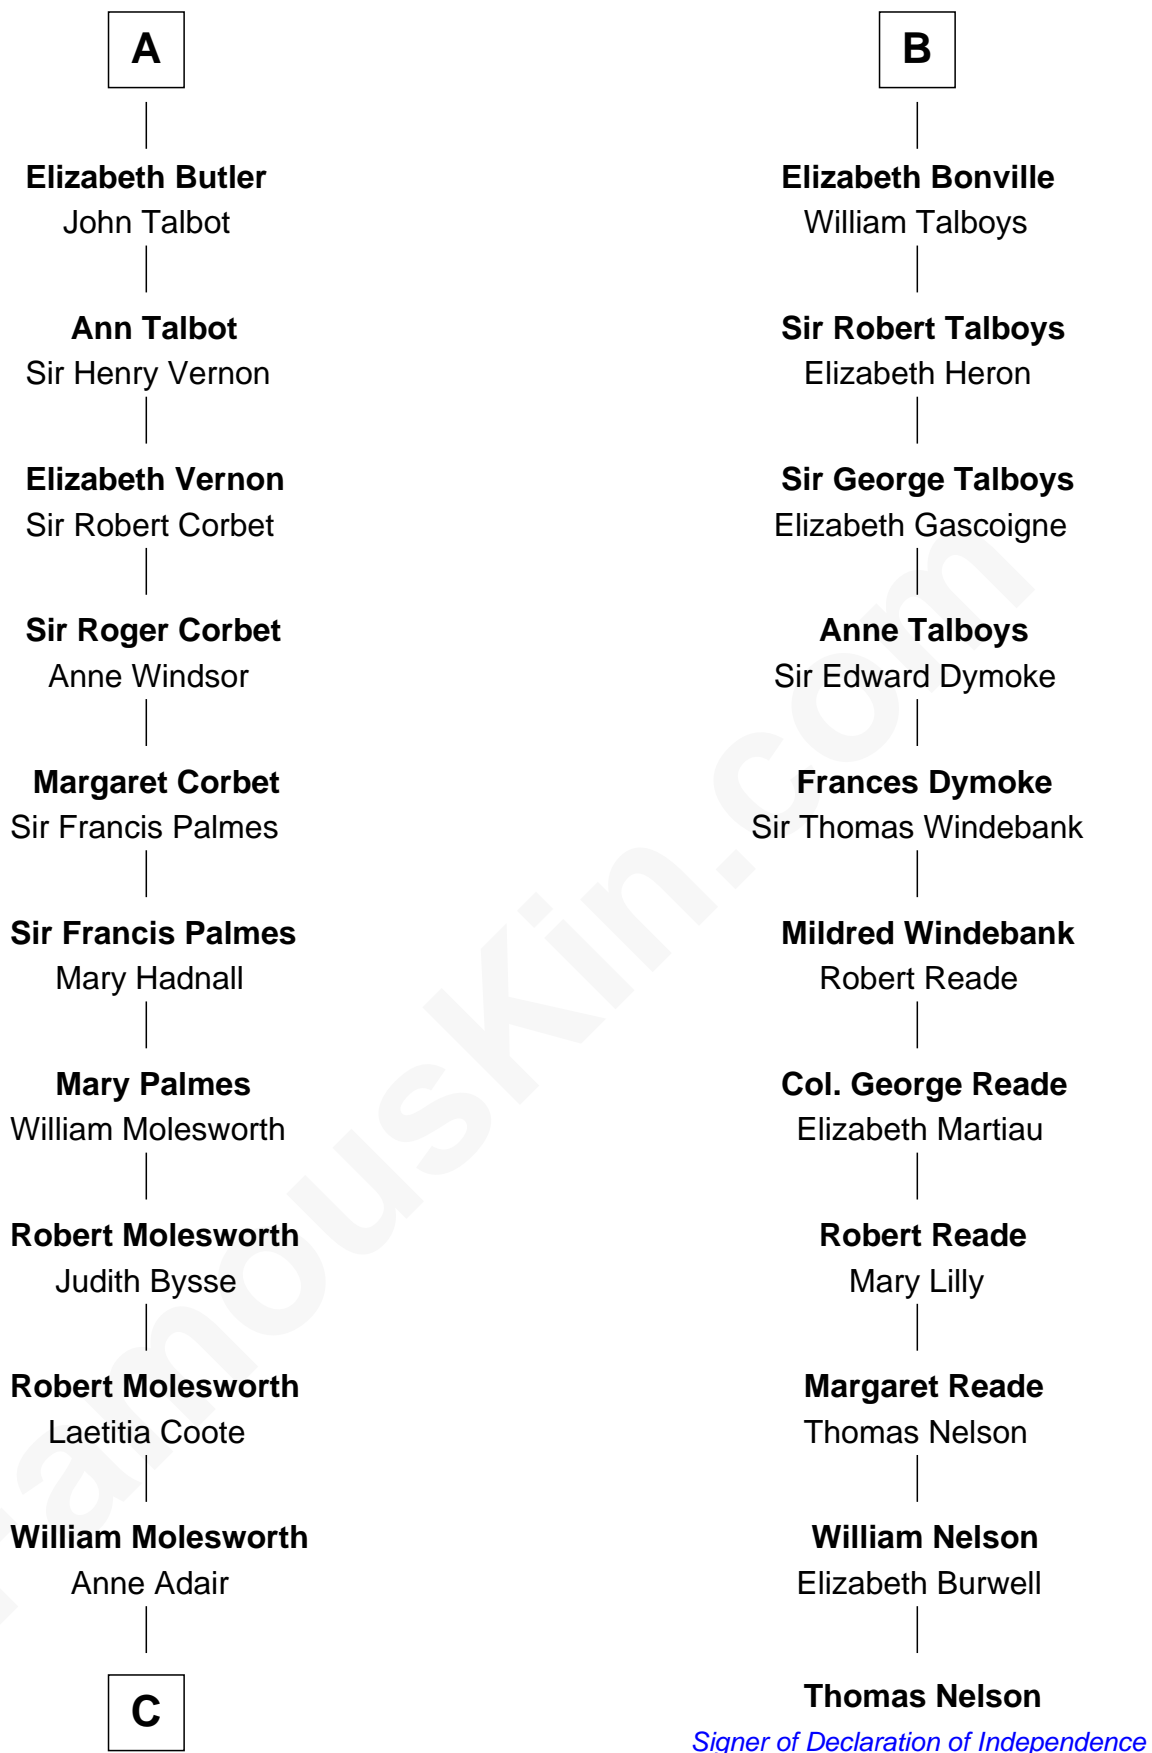 A
Elizabeth Butler
John Talbot
Ann Talbot
Sir Henry Vernon
Elizabeth Vernon
Sir Robert Corbet
Sir Roger Corbet
Anne Windsor
Margaret Corbet
Sir Francis Palmes
Sir Francis Palmes
Mary Hadnall
Mary Palmes
William Molesworth
Robert Molesworth
Judith Bysse
Robert Molesworth
Laetitia Coote
William Molesworth
Anne Adair
C
B
Elizabeth Bonville
William Talboys
Sir Robert Talboys
Elizabeth Heron
Sir George Talboys
Elizabeth Gascoigne
Anne Talboys
Sir Edward Dymoke
Frances Dymoke
Sir Thomas Windebank
Mildred Windebank
Robert Reade
Col. George Reade
Elizabeth Martiau
Robert Reade
Mary Lilly
Margaret Reade
Thomas Nelson
William Nelson
Elizabeth Burwell
Thomas Nelson
Signer of Declaration of Independence
FamousKin.com